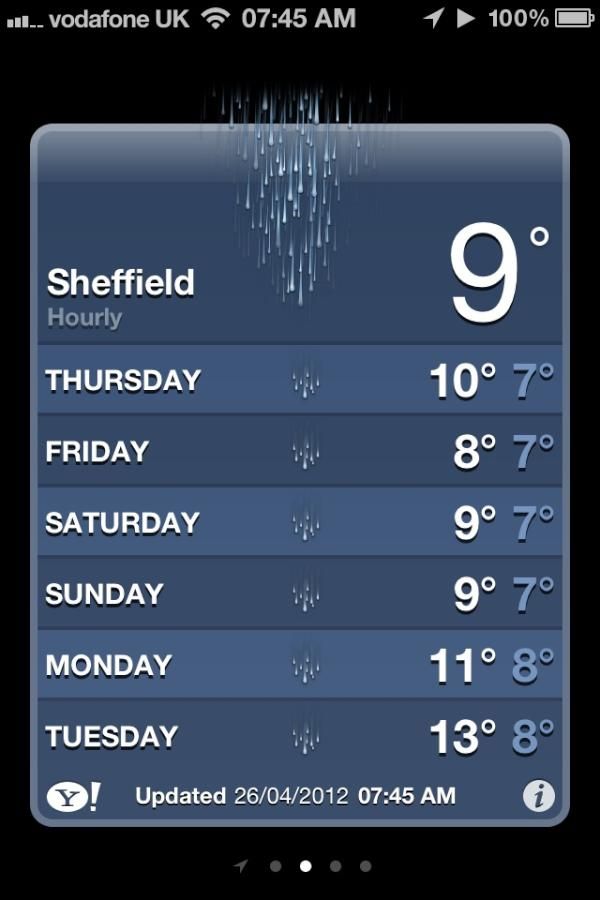 vodafone UK 07:45 AM 100%
Sheffield
9°
Hourly
THURSDAY 10° 7°
FRIDAY 8° 7°
SATURDAY 9° 7°
SUNDAY 9° 7°
MONDAY 11° 8°
TUESDAY 13° 8°
Y! Updated 26/04/2012 07:45 AM i